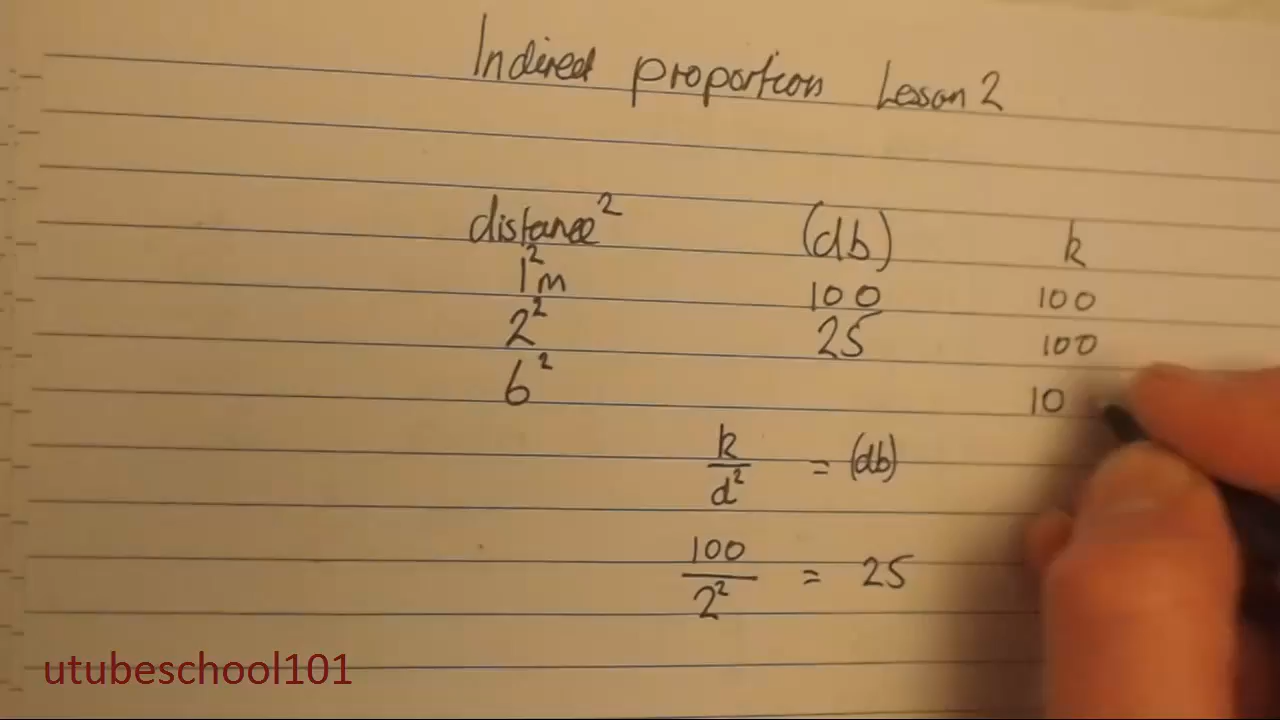 Indirect proportion Lesson 2
distance² (db) k
1²m 100 100
2² 25 100
6² 10
k/d² = (db)
100/2² = 25
utubeschool101